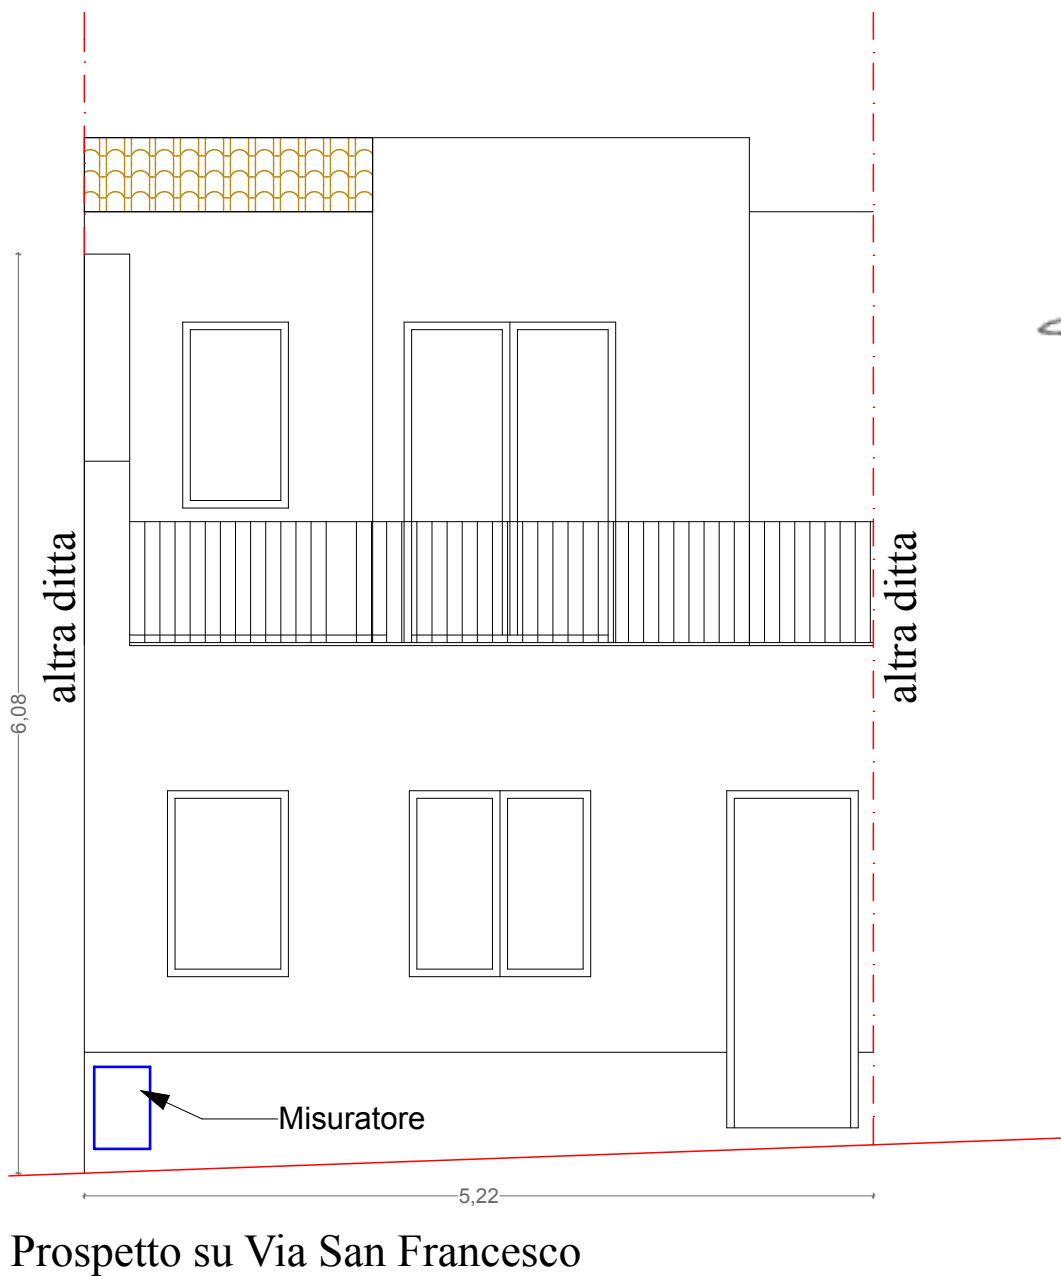 altra ditta
altra ditta
6,08
Misuratore
5,22
Prospetto su Via San Francesco